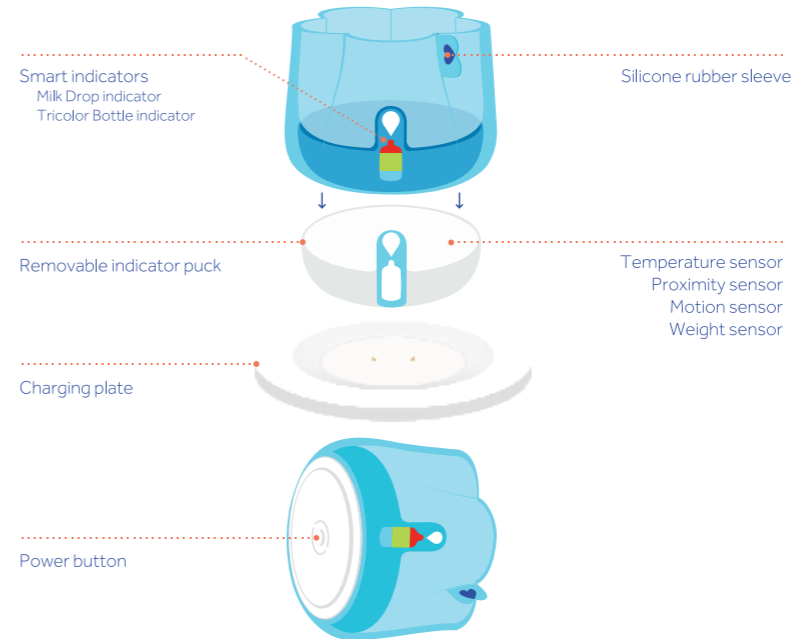 Smart indicators
Milk Drop indicator
Tricolor Bottle indicator
Silicone rubber sleeve
Removable indicator puck
Temperature sensor
Proximity sensor
Motion sensor
Weight sensor
Charging plate
Power button